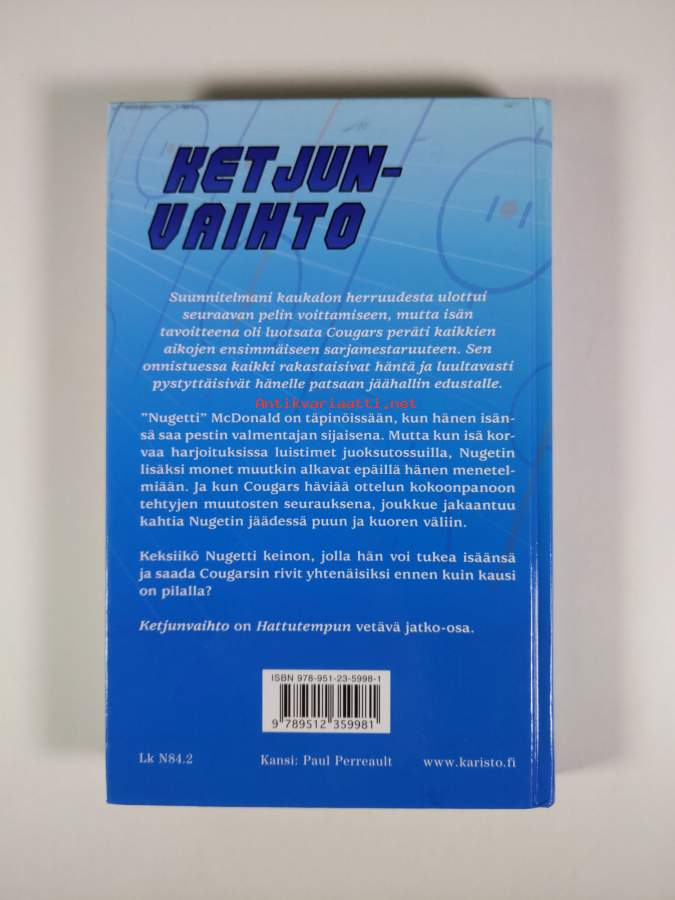 KETJUN-
VAIHTO
Suunnitelmani kaukalon herruudesta ulottui
seuraavan pelin voittamiseen, mutta isän
tavoitteena oli luotsata Cougars peräti kaikkien
aikojen ensimmäiseen sarjamestaruuteen. Sen
onnistuessa kaikki rakastaisivat häntä ja luultavasti
pystyttäisivät hänelle patsaan jäähallin edustalle.
Antikvariaatti.net
"Nugetti" McDonald on täpinöissään, kun hänen isän-
sä saa pestin valmentajan sijaisena. Mutta kun isä kor-
vaa harjoituksissa luistimet juoksutossuilla, Nugetin
lisäksi monet muutkin alkavat epäillä hänen menetel-
miään. Ja kun Cougars häviää ottelun kokoonpanoon
tehtyjen muutosten seurauksena, joukkue jakaantuu
kahtia Nugetin jäädessä puun ja kuoren väliin.
Keksiikö Nugetti keinon, jolla hän voi tukea isäänsä
ja saada Cougarsin rivit yhtenäisiksi ennen kuin kausi
on pilalla?
Ketjunvaihto on Hattutempun vetävä jatko-osa.
ISBN 978-951-23-5998-1
9 789512 359981
Lk N84.2 Kansi: Paul Perreault www.karisto.fi